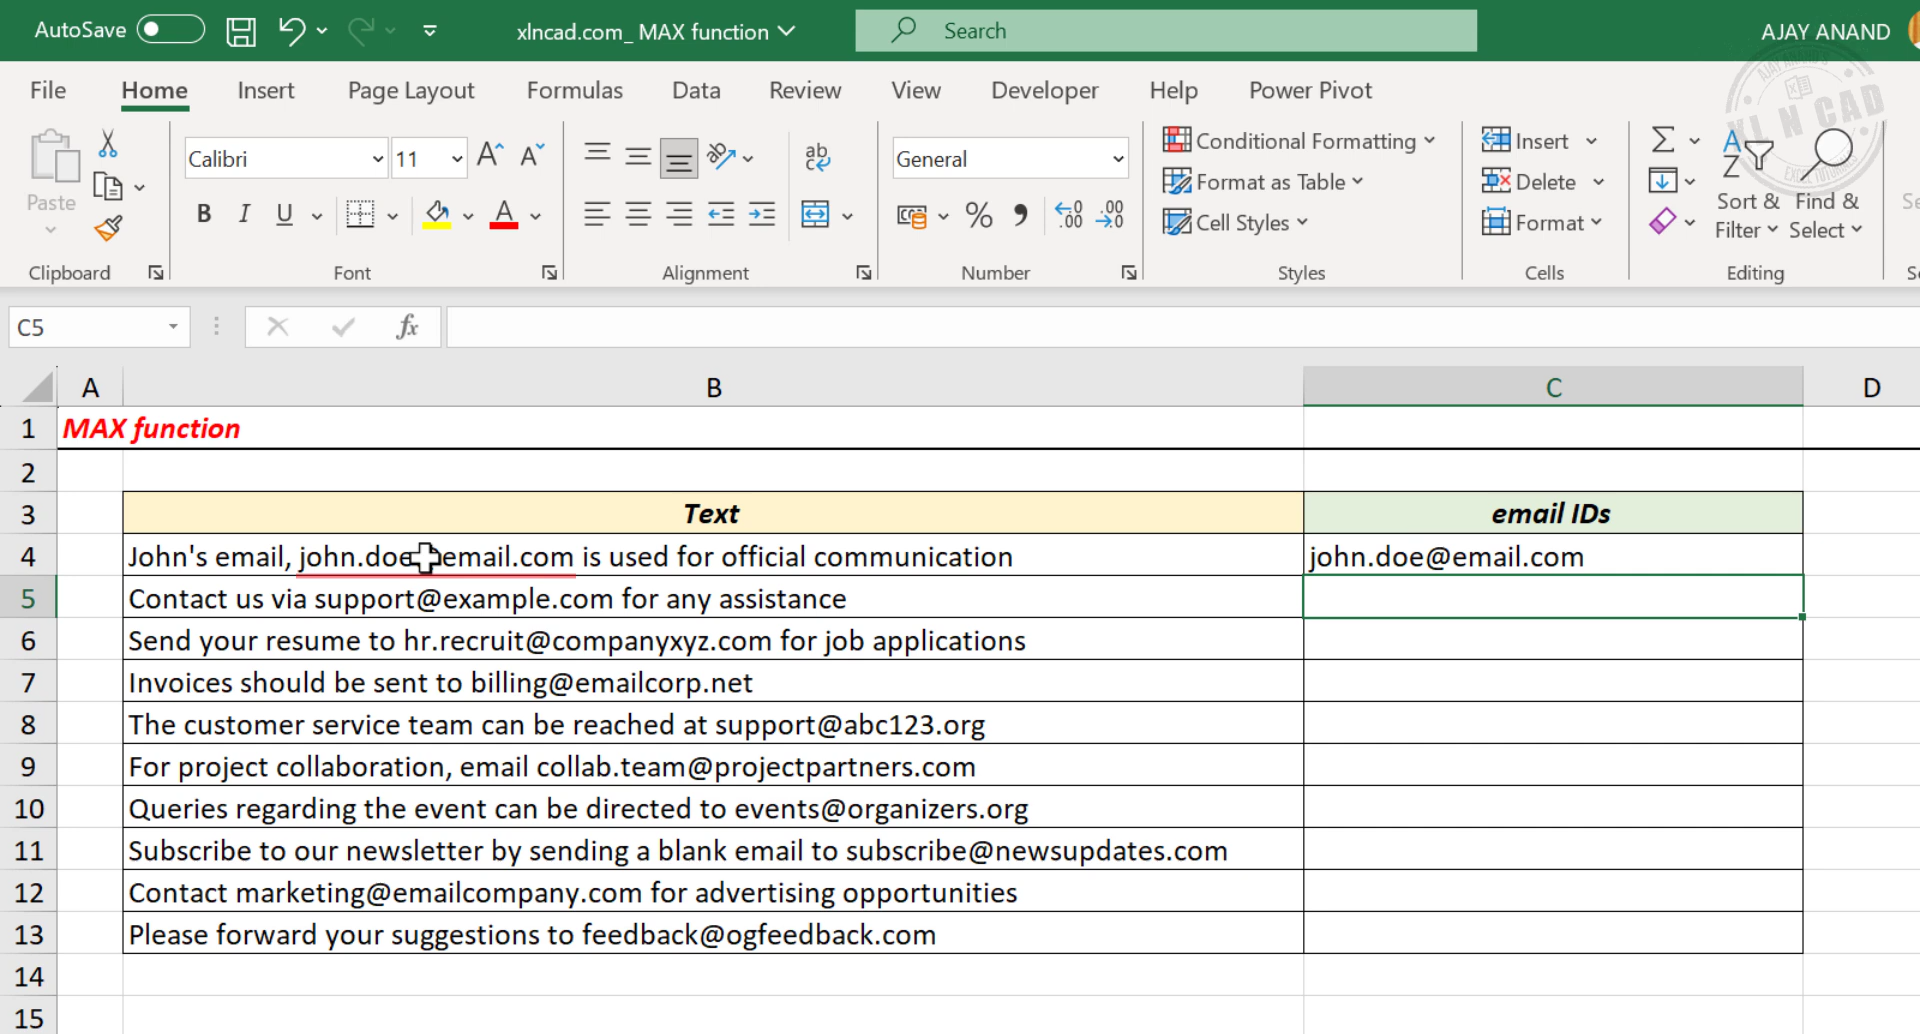 AutoSave xlncad.com_ MAX function Search AJAY ANAND
File Home Insert Page Layout Formulas Data Review View Developer Help Power Pivot
Calibri 11 General Conditional Formatting Insert
Paste Format as Table Delete
Sort & Filter Find & Select
B I U A % Cell Styles Format
Clipboard Font Alignment Number Styles Cells Editing
XL N CAD
C5 fx
A B C D
1 MAX function
2
3 Text email IDs
4 John's email, john.doe email.com is used for official communication john.doe@email.com
5 Contact us via support@example.com for any assistance
6 Send your resume to hr.recruit@companyxyz.com for job applications
7 Invoices should be sent to billing@emailcorp.net
8 The customer service team can be reached at support@abc123.org
9 For project collaboration, email collab.team@projectpartners.com
10 Queries regarding the event can be directed to events@organizers.org
11 Subscribe to our newsletter by sending a blank email to subscribe@newsupdates.com
12 Contact marketing@emailcompany.com for advertising opportunities
13 Please forward your suggestions to feedback@ogfeedback.com
14
15